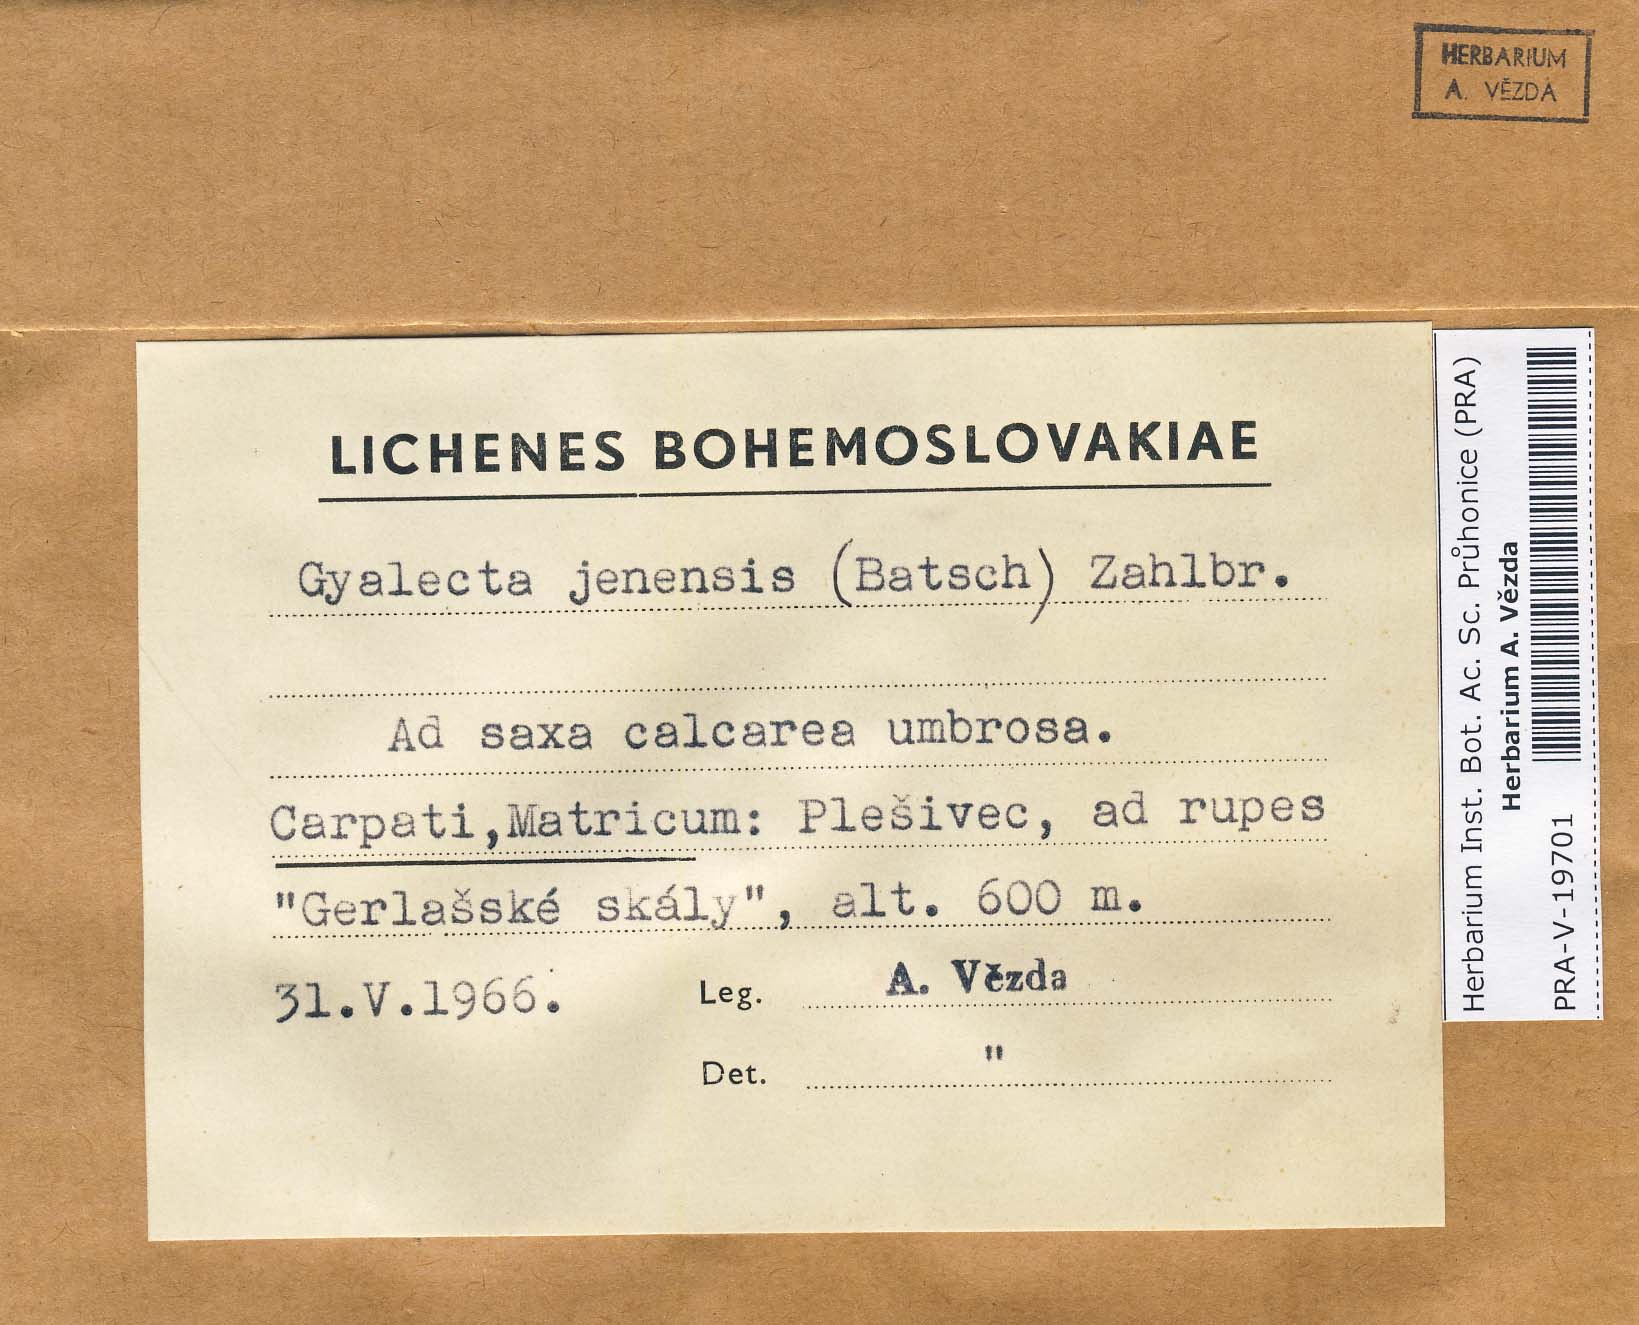 HERBARIUM
A. VĚZDA
LICHENES BOHEMOSLOVAKIAE
Gyalecta jenensis (Batsch) Zahlbr.
Ad saxa calcarea umbrosa.
Carpati,Matricum: Plešivec, ad rupes
"Gerlašské skály", alt. 600 m.
31.V.1966.
Leg. A. Vězda
Det. "
Herbarium Inst. Bot. Ac. Sc. Průhonice (PRA)
Herbarium A. Vězda
PRA-V-19701